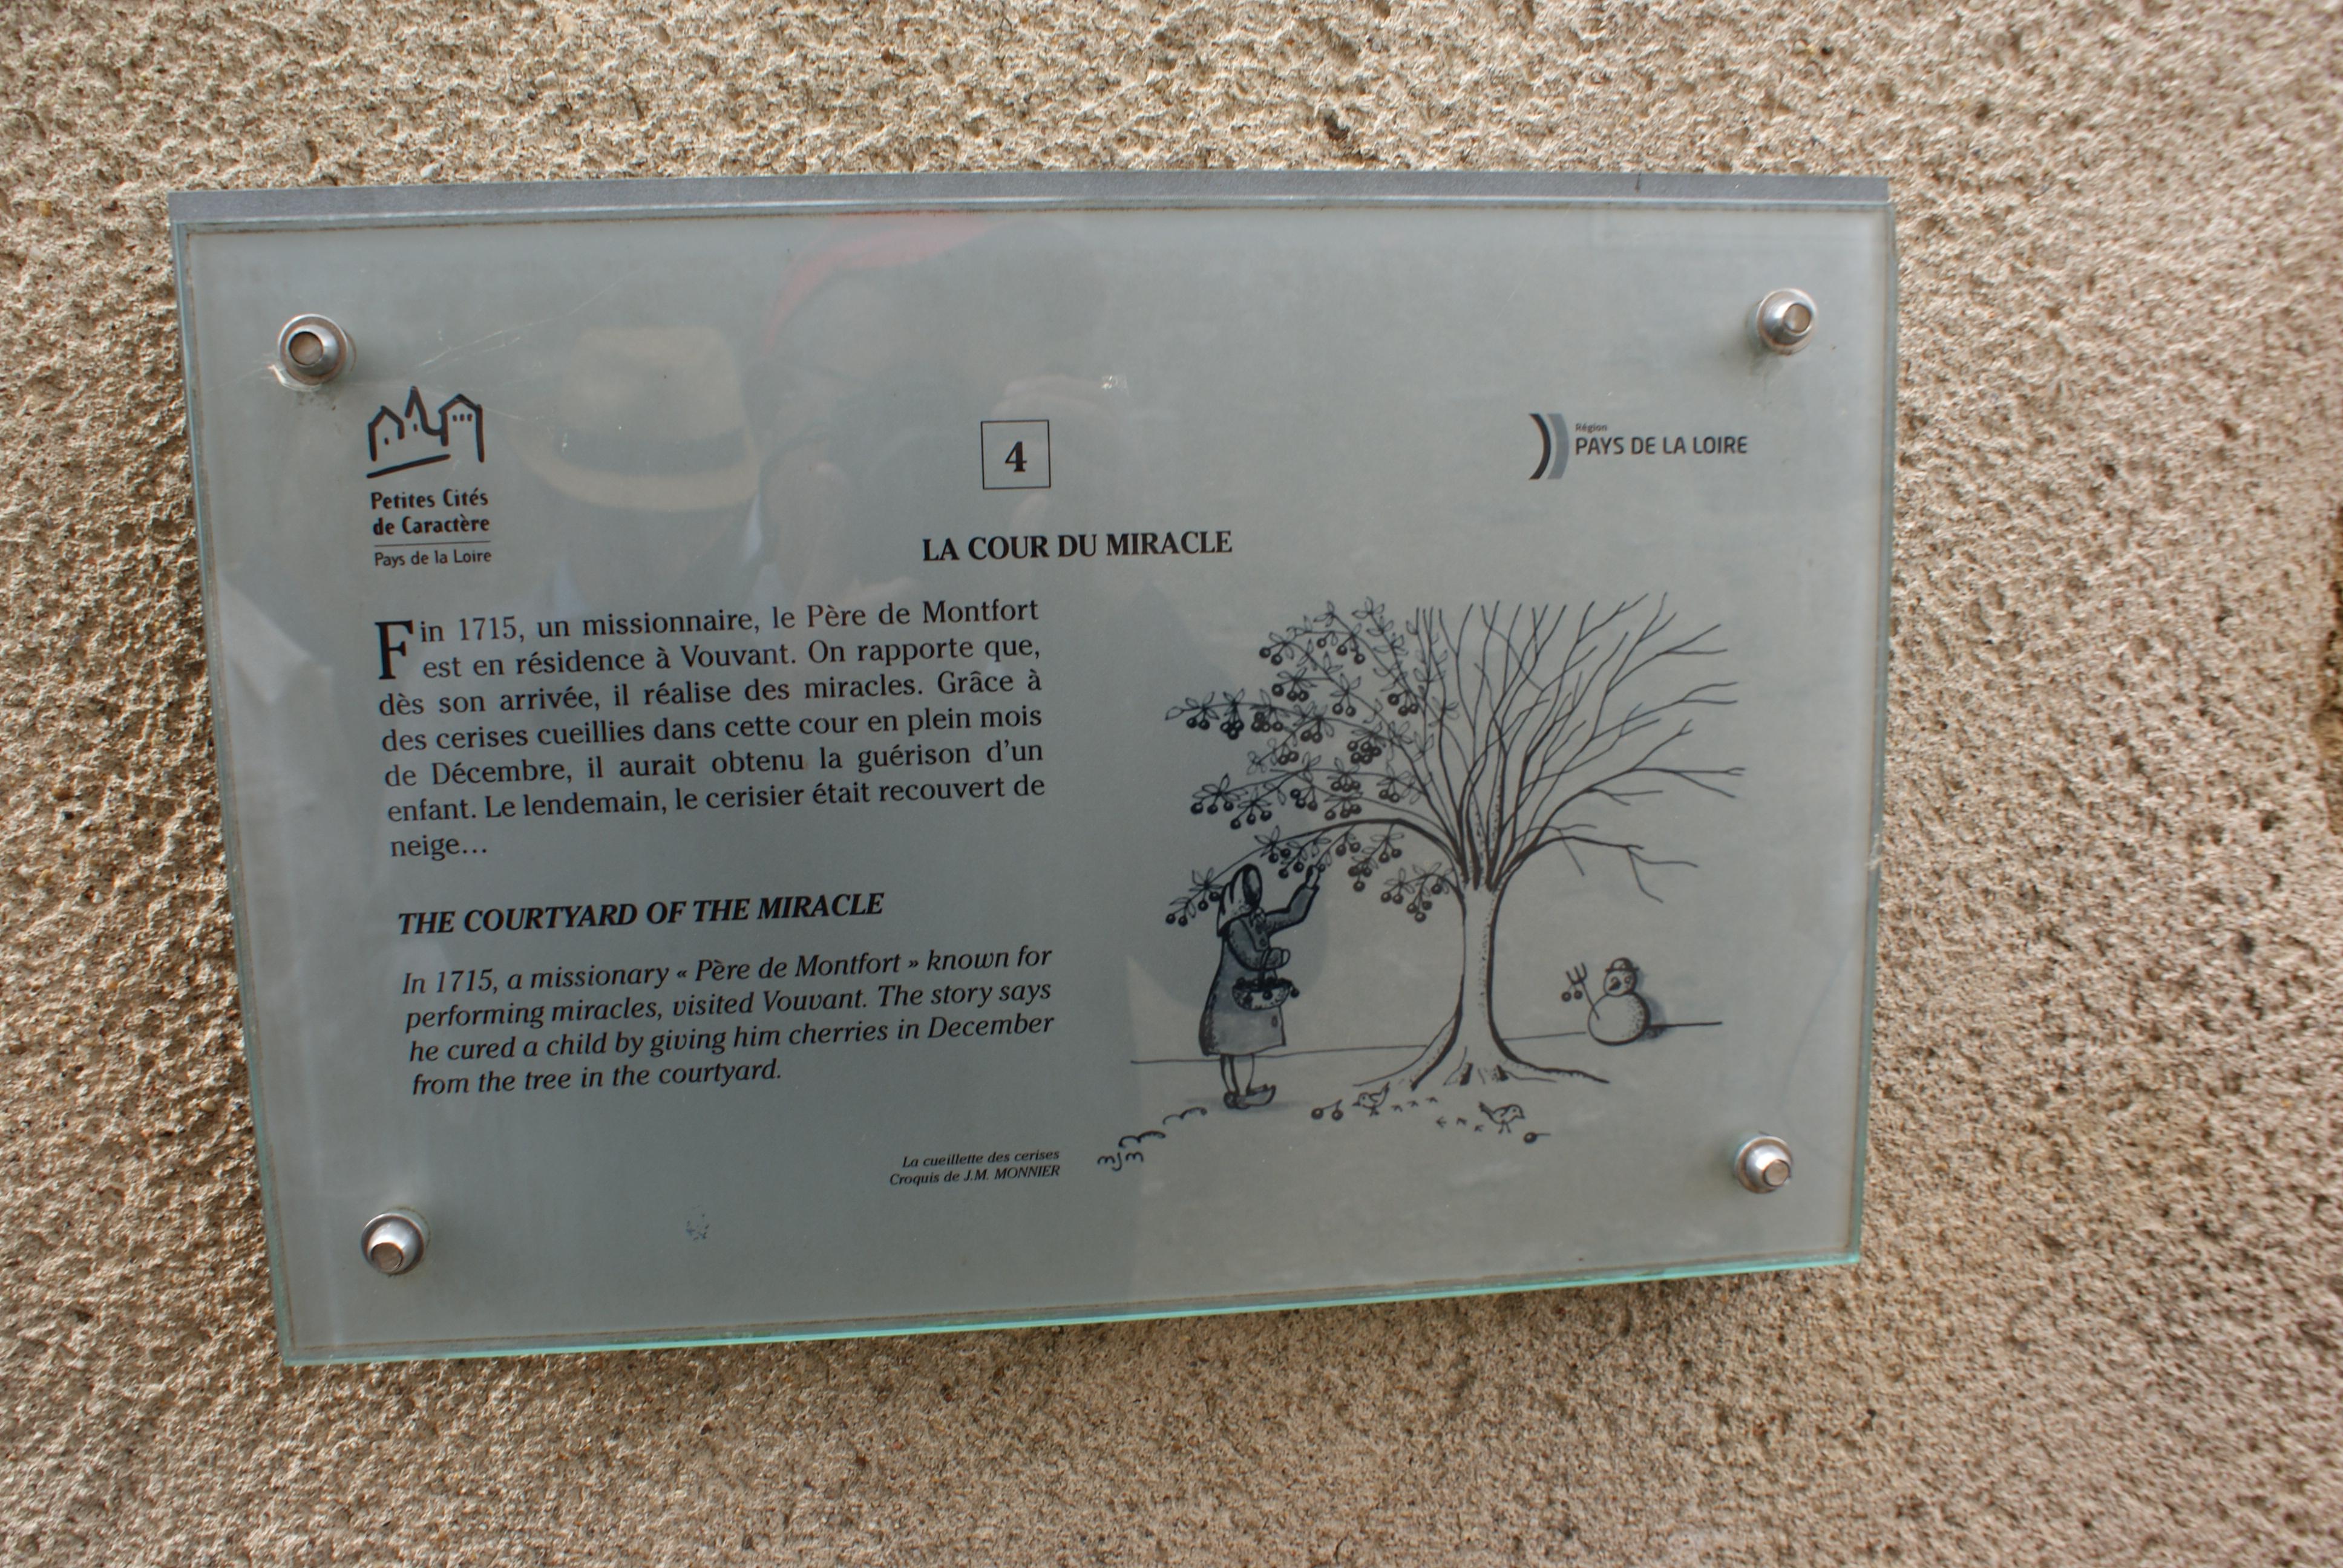 Petites Cités
de Caractère
Pays de la Loire
4
Région
PAYS DE LA LOIRE
LA COUR DU MIRACLE
Fin 1715, un missionnaire, le Père de Montfort
est en résidence à Vouvant. On rapporte que,
dès son arrivée, il réalise des miracles. Grâce à
des cerises cueillies dans cette cour en plein mois
de Décembre, il aurait obtenu la guérison d'un
enfant. Le lendemain, le cerisier était recouvert de
neige...
THE COURTYARD OF THE MIRACLE
In 1715, a missionary « Père de Montfort » known for
performing miracles, visited Vouvant. The story says
he cured a child by giving him cherries in December
from the tree in the courtyard.
La cueillette des cerises
Croquis de J.M. MONNIER